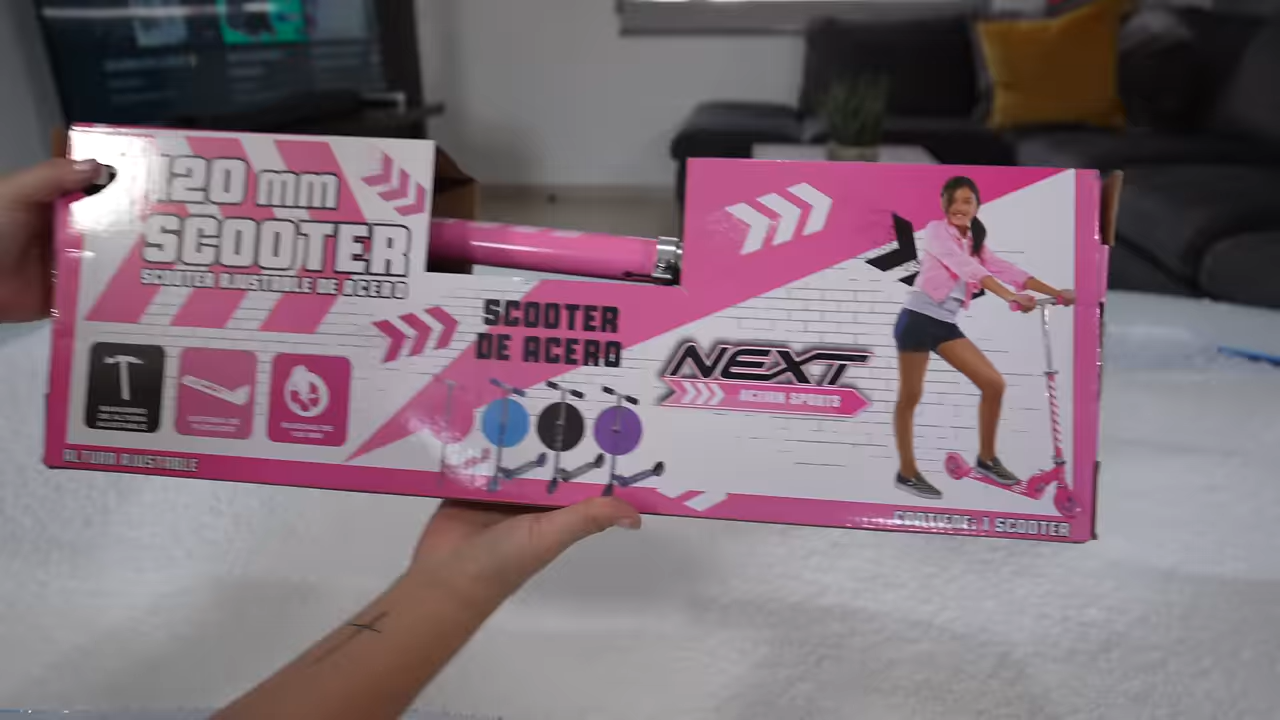 120 mm
SCOOTER
SCOOTER AJUSTABLE DE ACERO
ALTURA AJUSTABLE
SCOOTER
DE ACERO
NEXT
ACTION SPORTS
CONTIENE: 1 SCOOTER